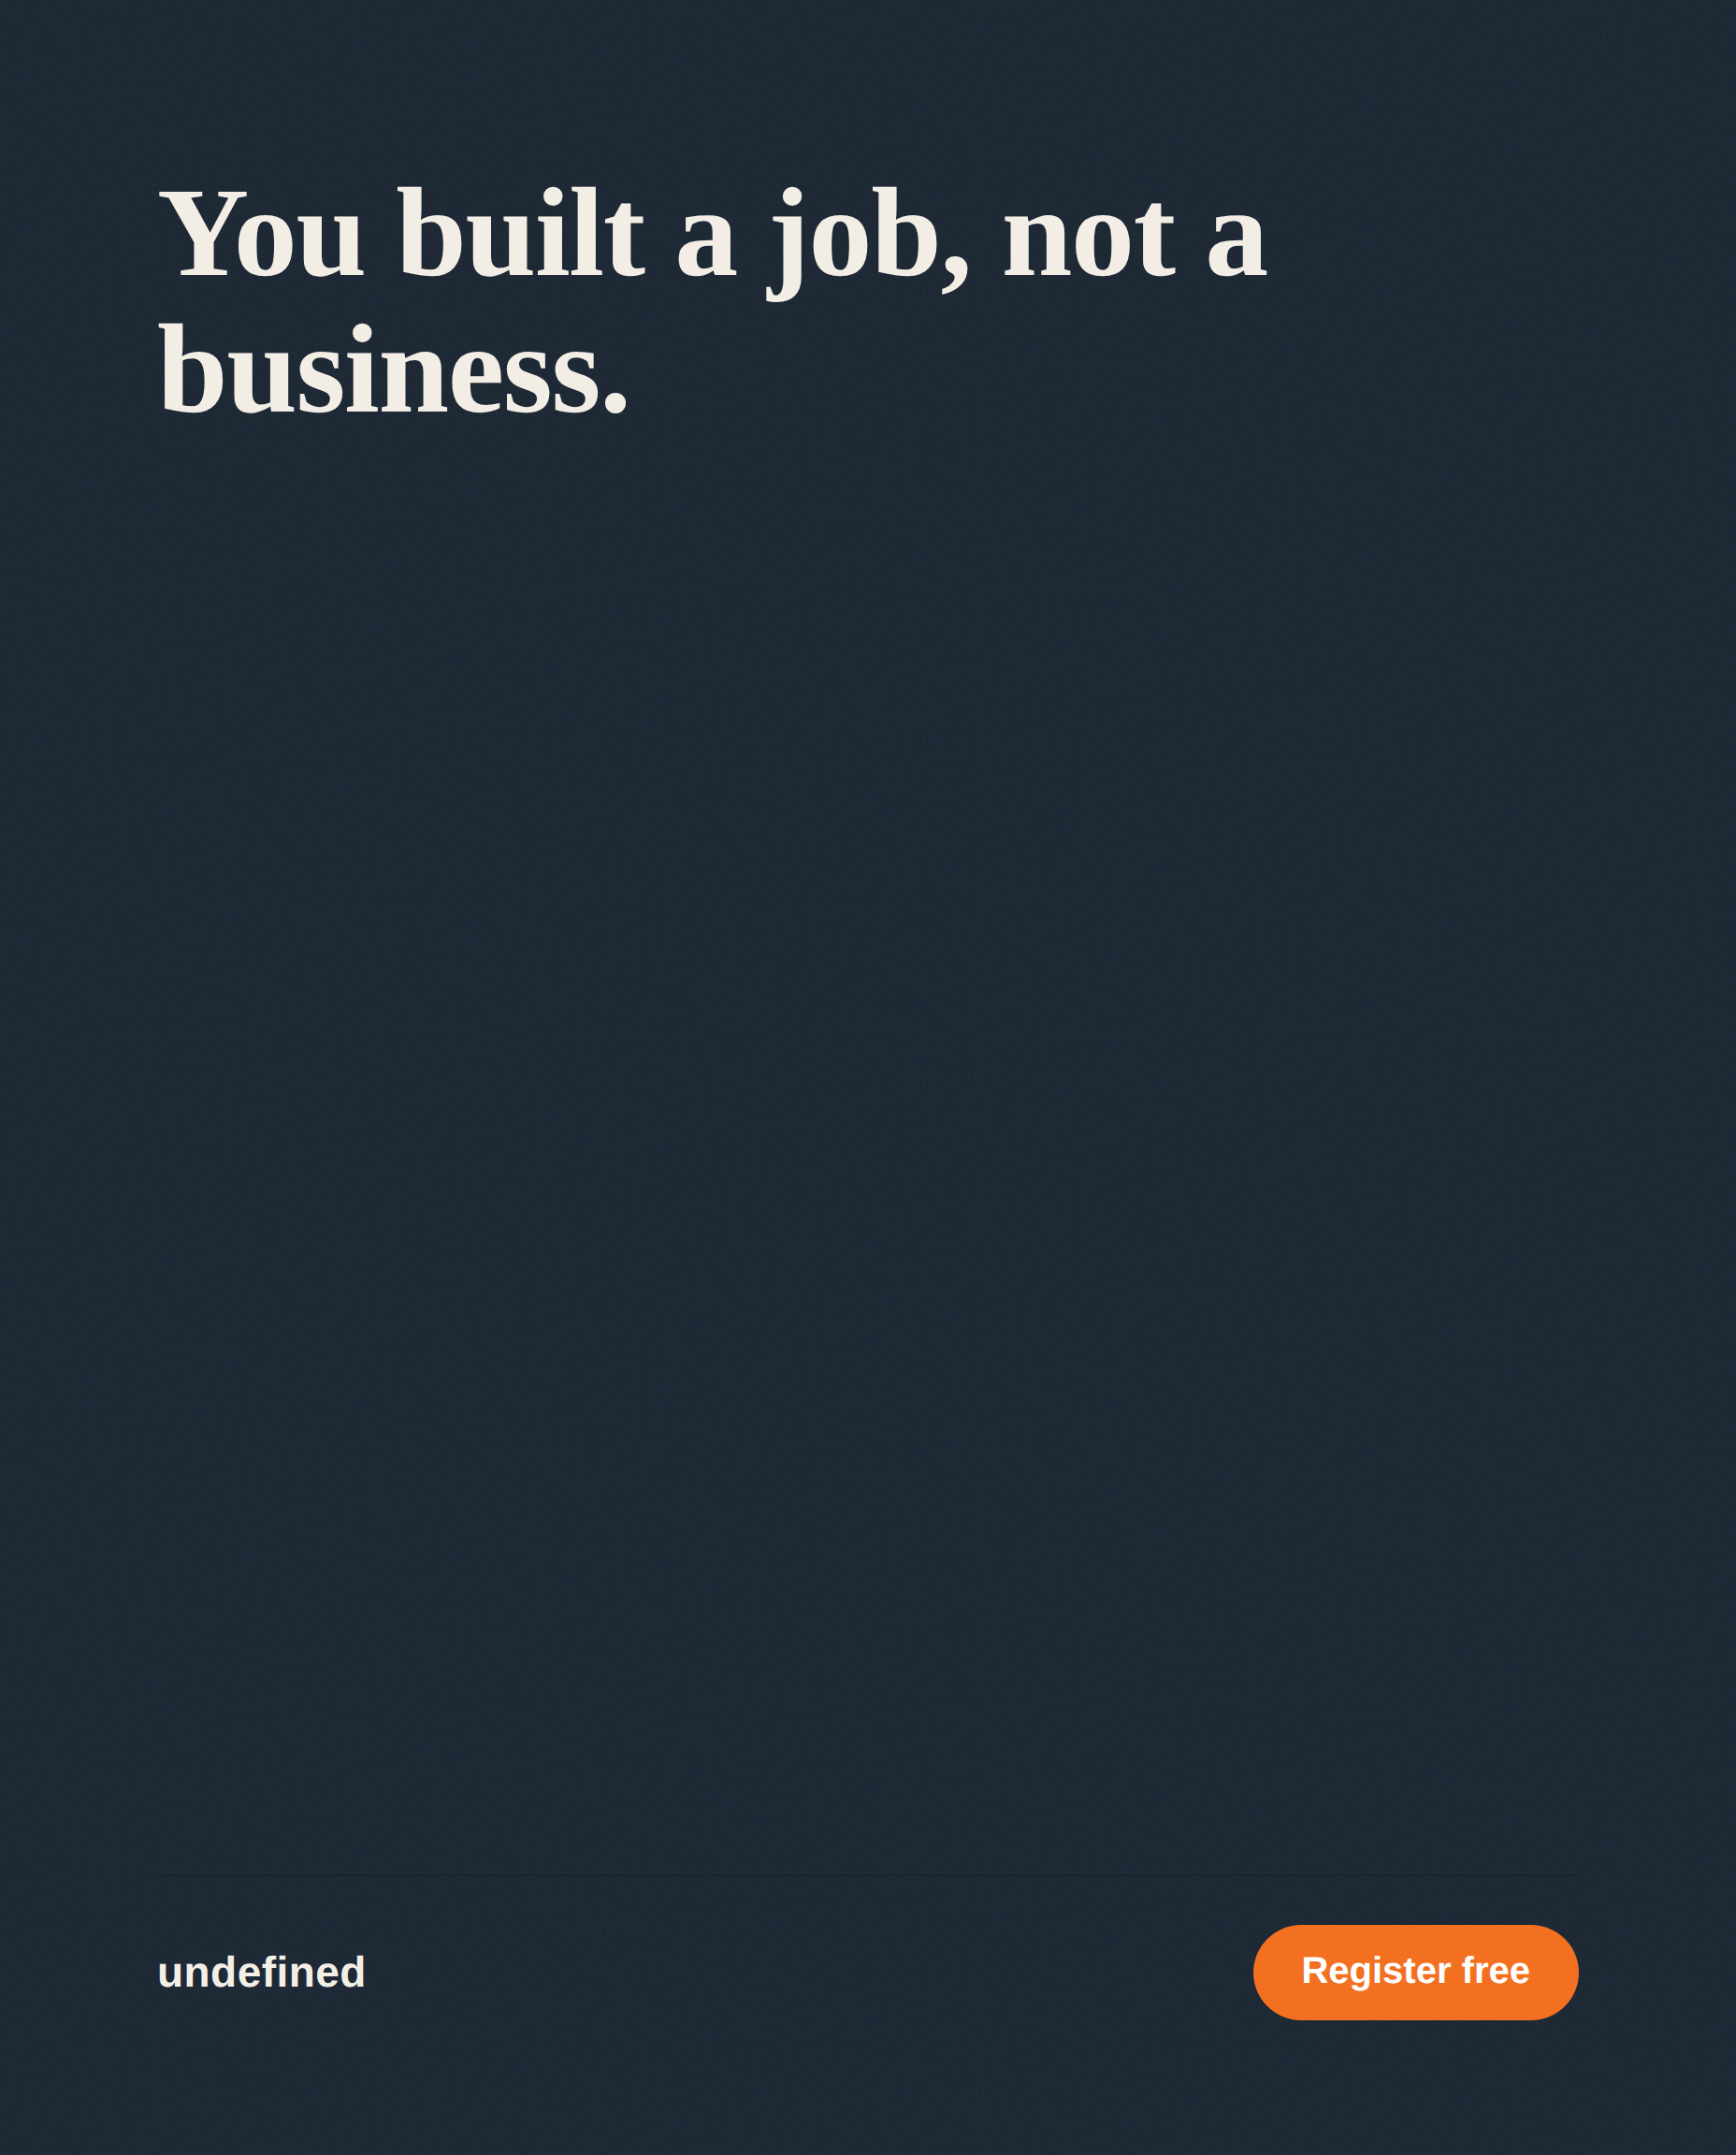 You built a job, not a
business.
undefined
Register free